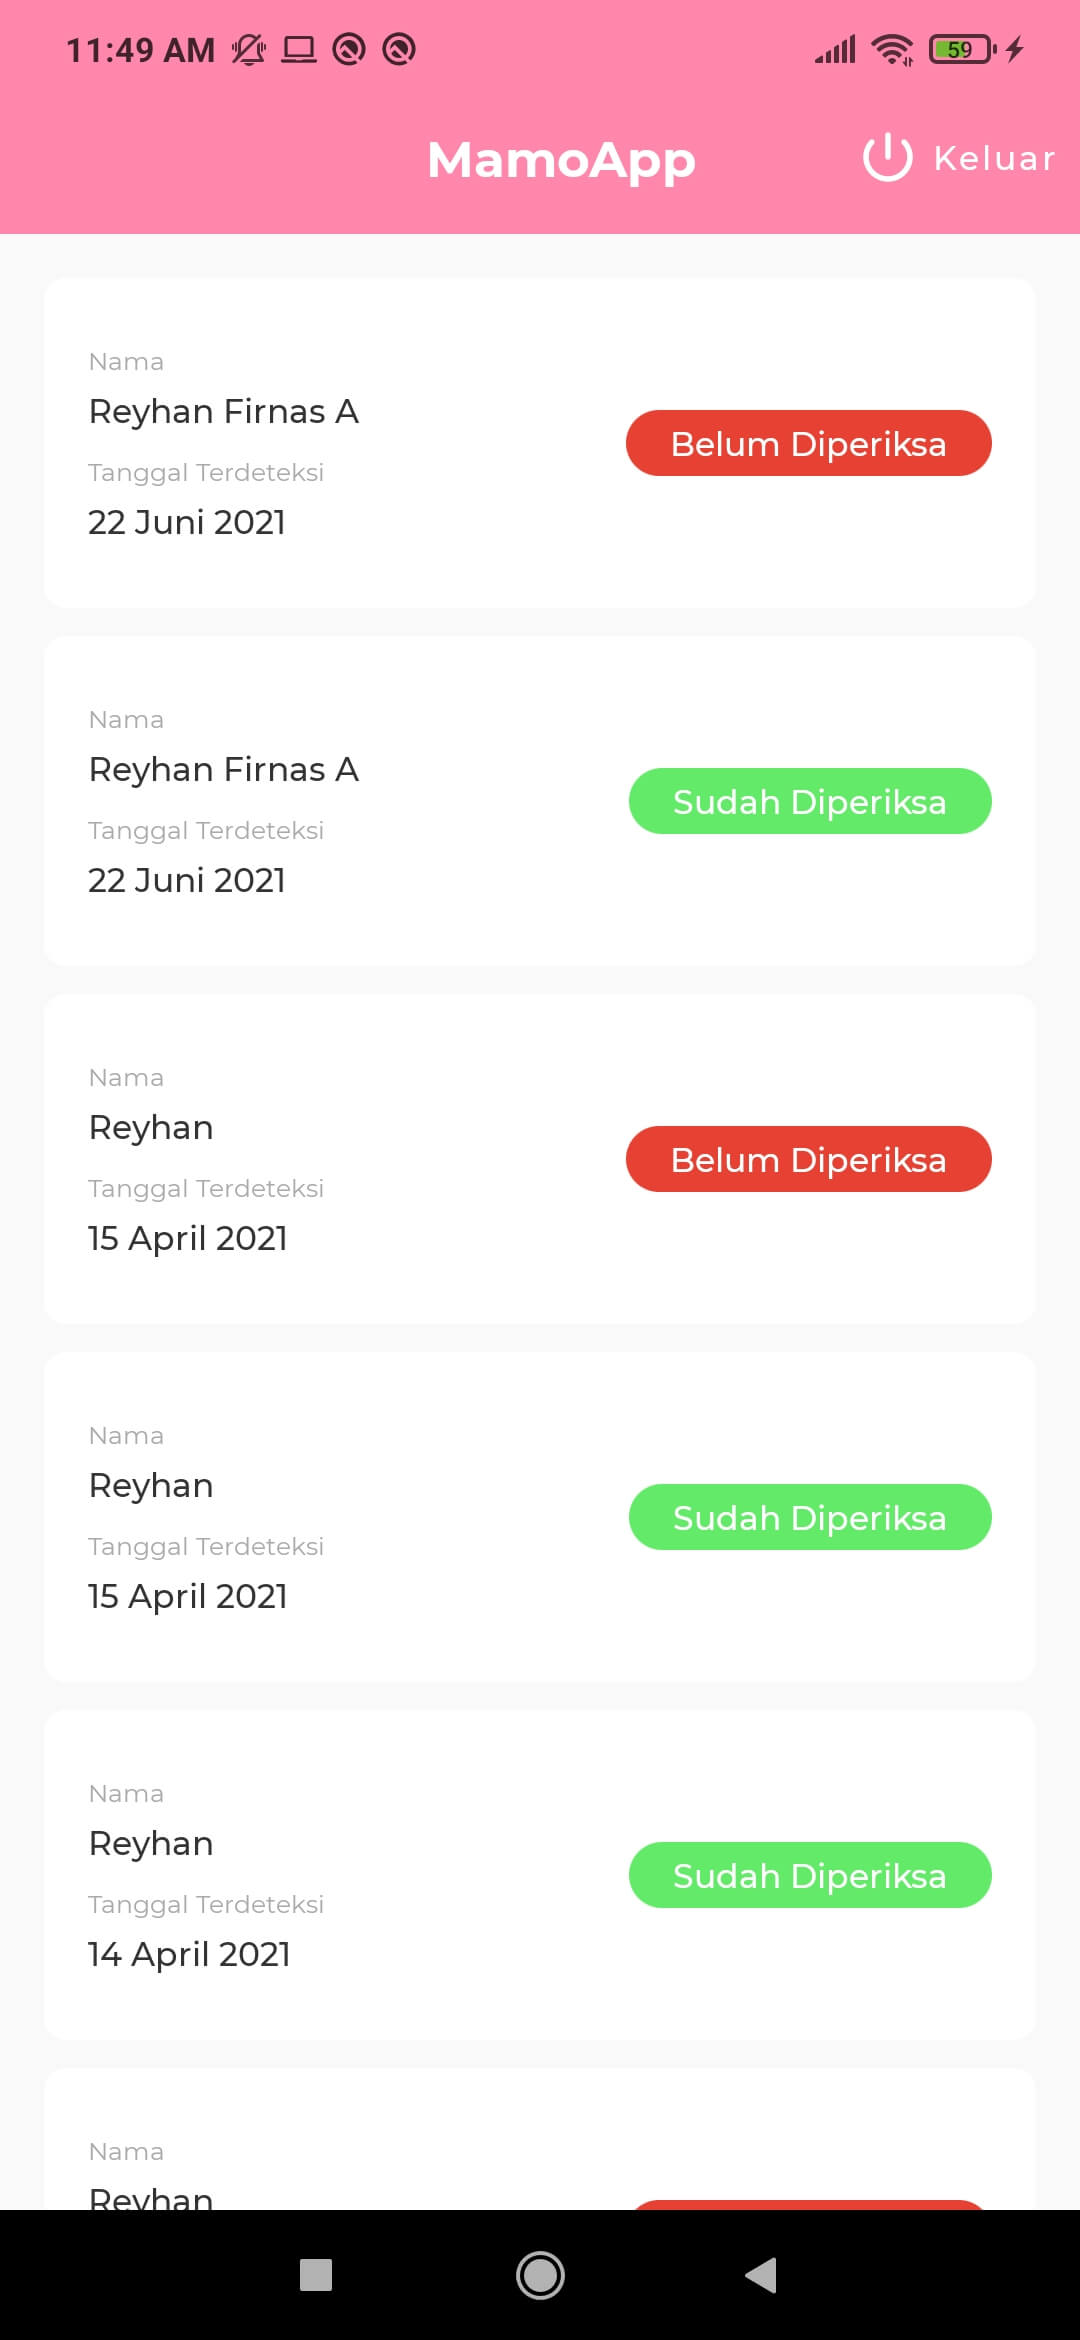 11:49 AM 59
MamoApp Keluar
Nama
Reyhan Firnas A
Belum Diperiksa
Tanggal Terdeteksi
22 Juni 2021
Nama
Reyhan Firnas A
Sudah Diperiksa
Tanggal Terdeteksi
22 Juni 2021
Nama
Reyhan
Belum Diperiksa
Tanggal Terdeteksi
15 April 2021
Nama
Reyhan
Sudah Diperiksa
Tanggal Terdeteksi
15 April 2021
Nama
Reyhan
Sudah Diperiksa
Tanggal Terdeteksi
14 April 2021
Nama
Reyhan